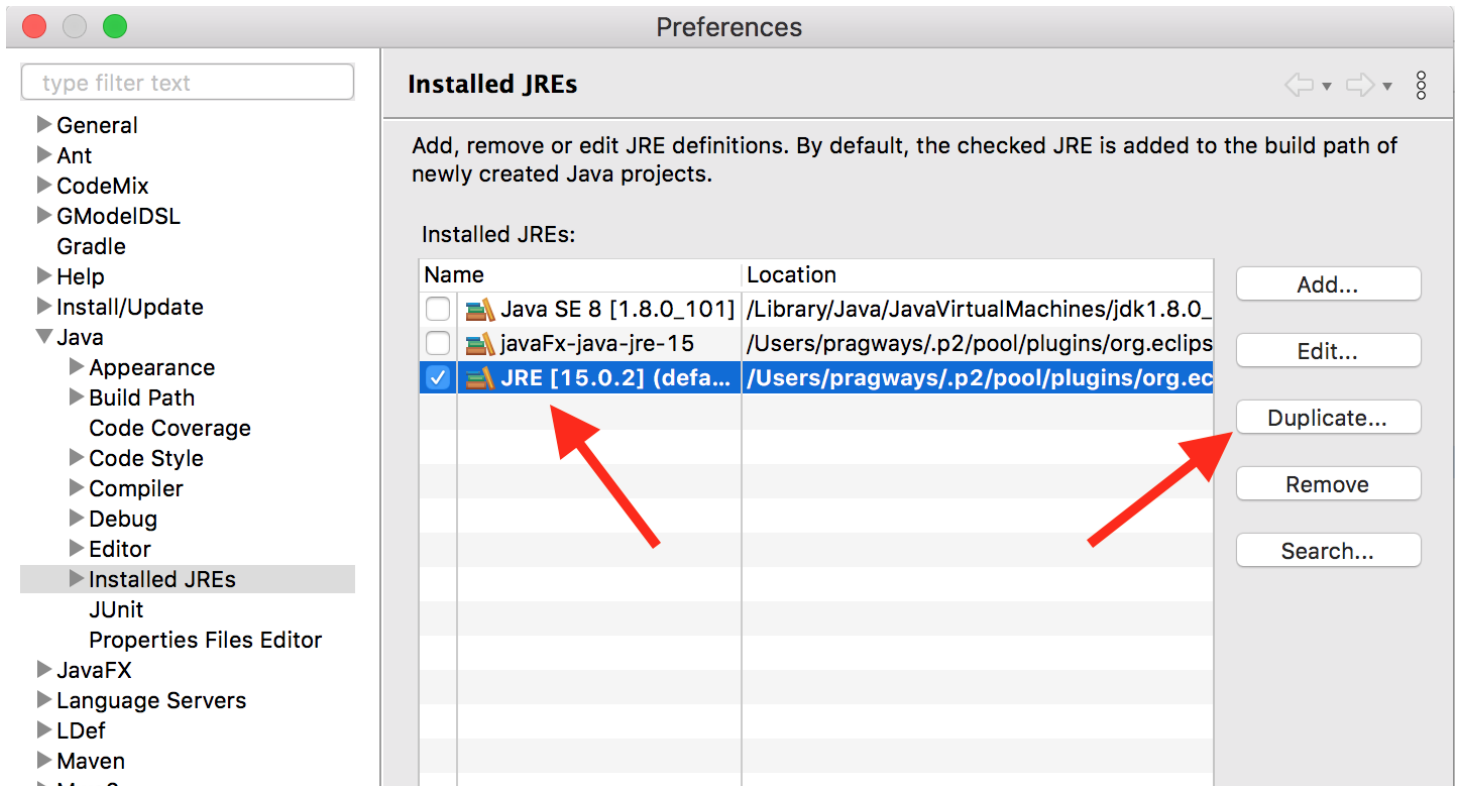 Preferences
type filter text
General
Ant
CodeMix
GModelDSL
Gradle
Help
Install/Update
Java
Appearance
Build Path
Code Coverage
Code Style
Compiler
Debug
Editor
Installed JREs
JUnit
Properties Files Editor
JavaFX
Language Servers
LDef
Maven
Installed JREs
Add, remove or edit JRE definitions. By default, the checked JRE is added to the build path of
newly created Java projects.
Installed JREs:
Name Location
Java SE 8 [1.8.0_101] /Library/Java/JavaVirtualMachines/jdk1.8.0_
javaFx-java-jre-15 /Users/pragways/.p2/pool/plugins/org.eclips
JRE [15.0.2] (defa... /Users/pragways/.p2/pool/plugins/org.ec
Add...
Edit...
Duplicate...
Remove
Search...